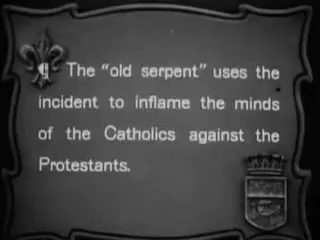 The “old serpent” uses the
incident to inflame the minds
of the Catholics against the
Protestants.